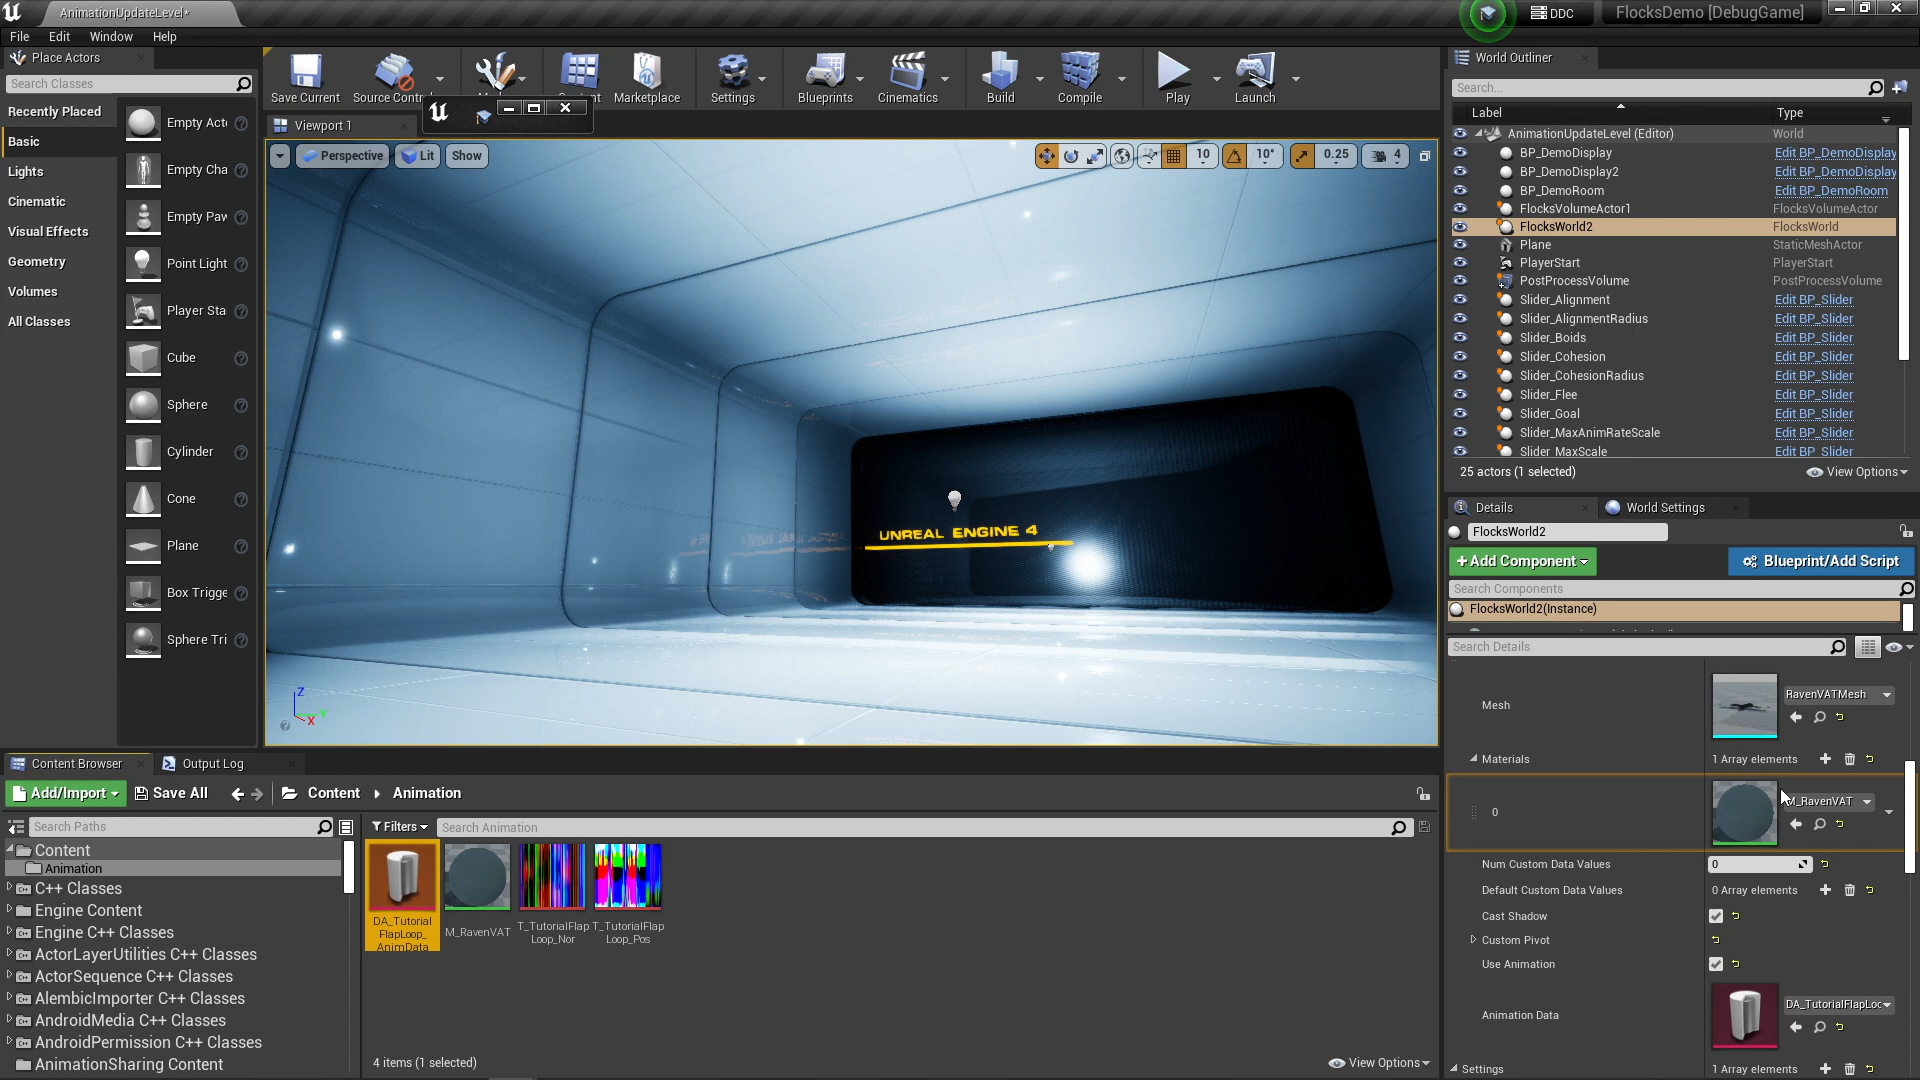 AnimationUpdateLevel*
DDC
FlocksDemo [DebugGame]
File Edit Window Help
Place Actors
Search Classes
Recently Placed
Basic
Lights
Cinematic
Visual Effects
Geometry
Volumes
All Classes
Empty Act
Empty Cha
Empty Paw
Point Light
Player Sta
Cube
Sphere
Cylinder
Cone
Plane
Box Trigge
Sphere Tri
Save Current
Source Contr
Marketplace
Settings
Blueprints
Cinematics
Build
Compile
Play
Launch
Viewport 1
Perspective Lit Show
10 10° 0.25 4
UNREAL ENGINE 4
Z
Y
X
World Outliner
Search...
Label Type
AnimationUpdateLevel (Editor) World
BP_DemoDisplay Edit BP_DemoDisplay
BP_DemoDisplay2 Edit BP_DemoDisplay
BP_DemoRoom Edit BP_DemoRoom
FlocksVolumeActor1 FlocksVolumeActor
FlocksWorld2 FlocksWorld
Plane StaticMeshActor
PlayerStart PlayerStart
PostProcessVolume PostProcessVolume
Slider_Alignment Edit BP_Slider
Slider_AlignmentRadius Edit BP_Slider
Slider_Boids Edit BP_Slider
Slider_Cohesion Edit BP_Slider
Slider_CohesionRadius Edit BP_Slider
Slider_Flee Edit BP_Slider
Slider_Goal Edit BP_Slider
Slider_MaxAnimRateScale Edit BP_Slider
Slider_MaxScale Edit BP_Slider
25 actors (1 selected) View Options
Details World Settings
FlocksWorld2
+Add Component Blueprint/Add Script
Search Components
FlocksWorld2(Instance)
Search Details
Mesh RavenVATMesh
Materials 1 Array elements
0 M_RavenVAT
Num Custom Data Values 0
Default Custom Data Values 0 Array elements
Cast Shadow
Custom Pivot
Use Animation
Animation Data DA_TutorialFlapLoc
Settings 1 Array elements
Content Browser Output Log
Add/Import Save All Content Animation
Search Paths
Filters Search Animation
Content
Animation
C++ Classes
Engine Content
Engine C++ Classes
ActorLayerUtilities C++ Classes
ActorSequence C++ Classes
AlembicImporter C++ Classes
AndroidMedia C++ Classes
AndroidPermission C++ Classes
AnimationSharing Content
DA_Tutorial
FlapLoop_
AnimData
M_RavenVAT
T_TutorialFlap
Loop_Nor
T_TutorialFlap
Loop_Pos
4 items (1 selected) View Options